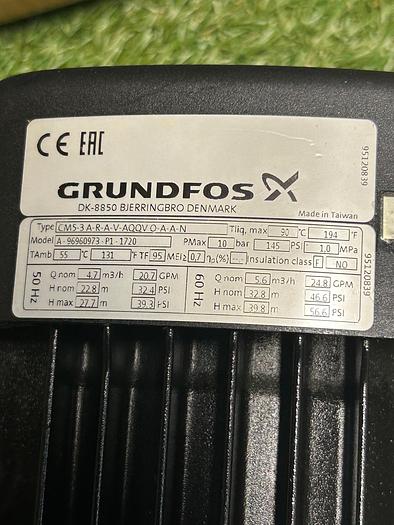 CE EAC
95120839
GRUNDFOS X
DK-8850 BJERRINGBRO DENMARK
Made in Taiwan
Type CM5-3 A-R-A-V-AQQV O-A-A-N Tliq. max 90 °C 194 °F
Model A - 96960973 - P1 - 1720 PMax 10 bar 145 PSI 1.0 MPa
TAmb 55 °C 131 °F TF 95 MEI≥ 0,7 ηp(%) --.- Insulation class F NO
50 Hz
Q nom 4.7 m3/h 20.7 GPM
H nom 22.8 m 32.4 PSI
H max 27.7 m 39.3 PSI
60 Hz
Q nom 5.6 m3/h 24.8 GPM
H nom 32.8 m 46.6 PSI
H max 39.8 m 56.6 PSI
95120839